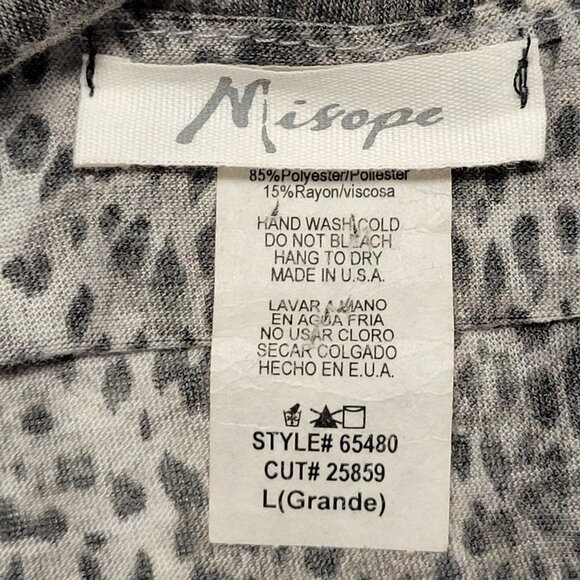 Misope
85%Polyester/Poliester
15%Rayon/viscosa
HAND WASH COLD
DO NOT BLEACH
HANG TO DRY
MADE IN U.S.A.
LAVAR A MANO
EN AGUA FRIA
NO USAR CLORO
SECAR COLGADO
HECHO EN E.U.A.
STYLE# 65480
CUT# 25859
L(Grande)